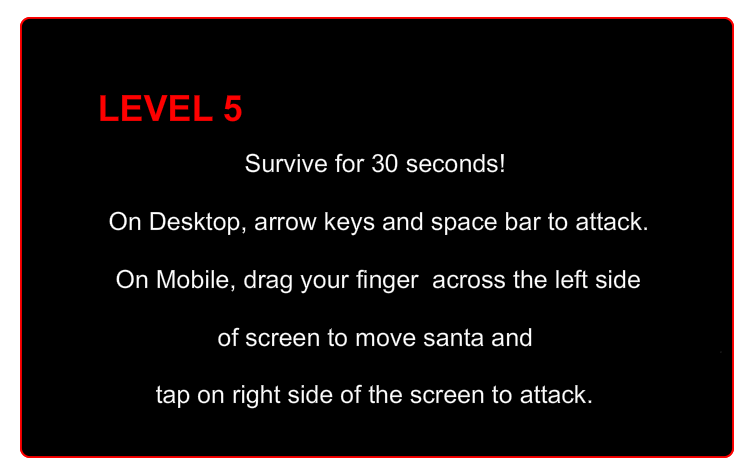 LEVEL 5
Survive for 30 seconds!
On Desktop, arrow keys and space bar to attack.
On Mobile, drag your finger  across the left side
of screen to move santa and
tap on right side of the screen to attack.